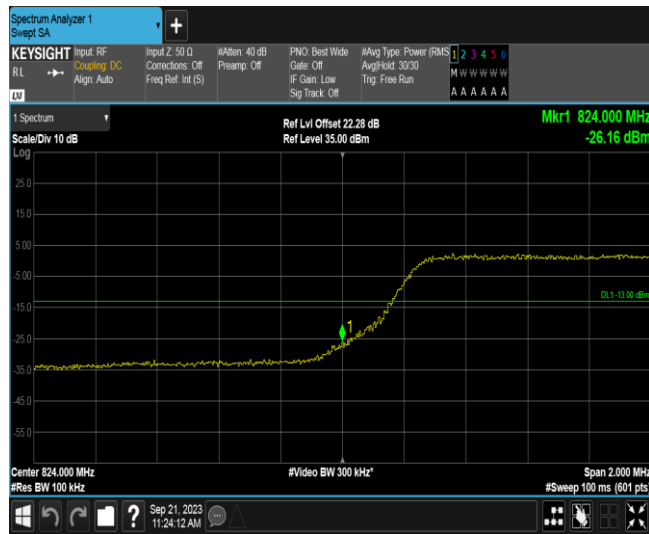 Spectrum Analyzer 1
Swept SA
KEYSIGHT
RL
LXI
Input: RF
Coupling: DC
Align: Auto
Input Z: 50 Ω
Corrections: Off
Freq Ref: Int (S)
#Atten: 40 dB
Preamp: Off
PNO: Best Wide
Gate: Off
IF Gain: Low
Sig Track: Off
#Avg Type: Power (RMS
Avg|Hold: 30/30
Trig: Free Run
1 2 3 4 5 6
M W W W W W
A A A A A A
1 Spectrum
Scale/Div 10 dB
Ref Lvl Offset 22.28 dB
Ref Level 35.00 dBm
Mkr1 824.000 MHz
-26.16 dBm
Log
25.0
15.0
5.00
-5.00
DL1 -13.00 dBm
-15.0
1
-25.0
-35.0
-45.0
-55.0
Center 824.000 MHz
#Video BW 300 kHz*
Span 2.000 MHz
#Res BW 100 kHz
#Sweep 100 ms (601 pts
?
Sep 21, 2023
11:24:12 AM